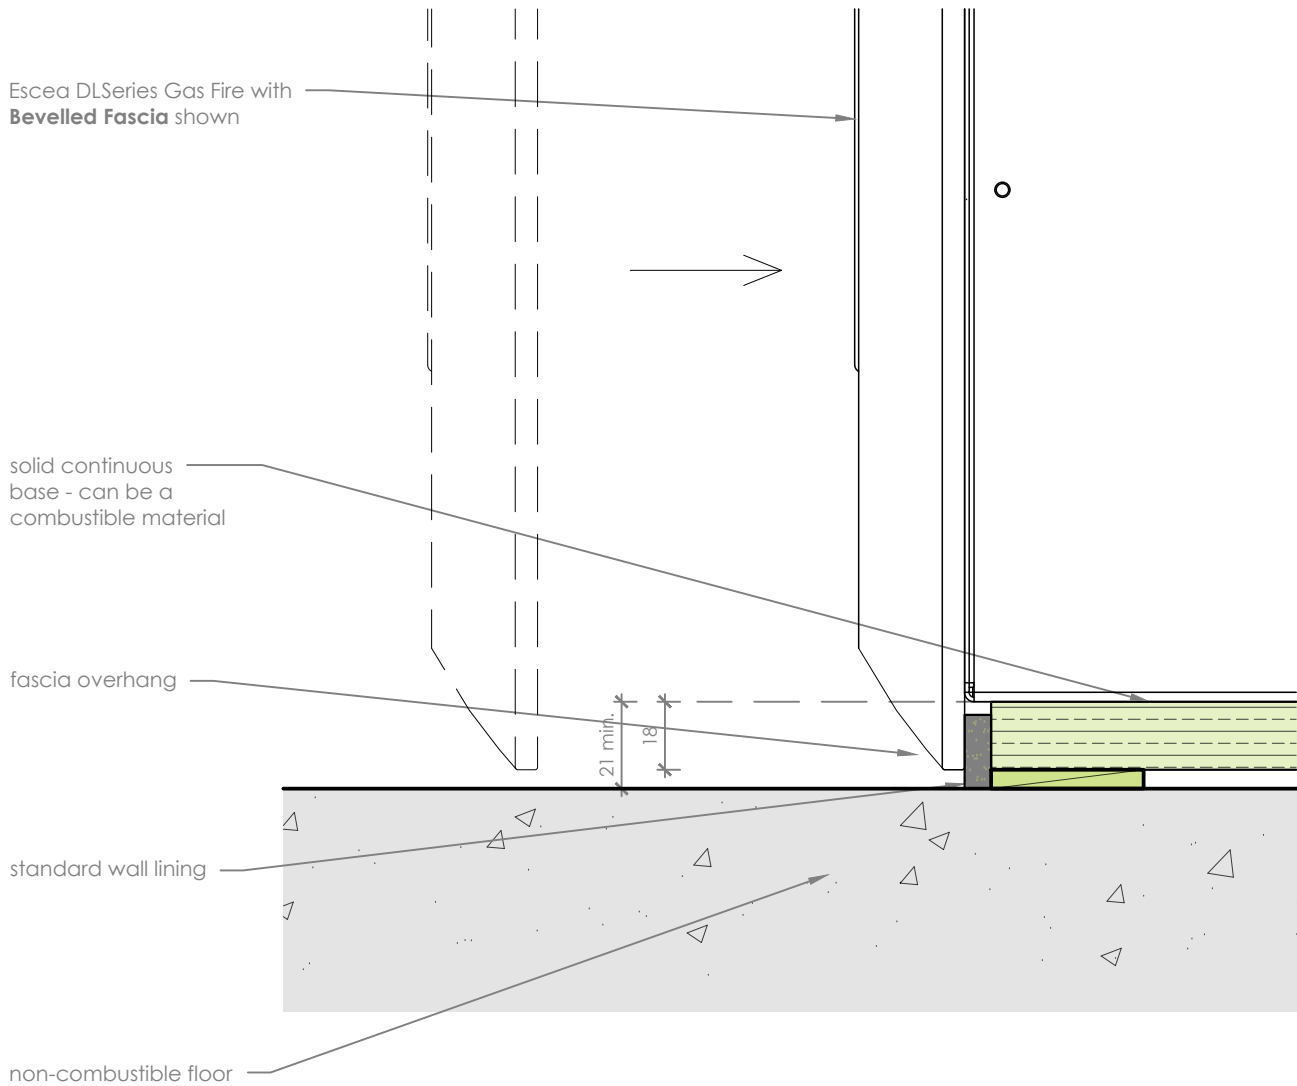 Escea DLSeries Gas Fire with
Bevelled Fascia shown
solid continuous
base - can be a
combustible material
fascia overhang
21 min.
18
standard wall lining
non-combustible floor